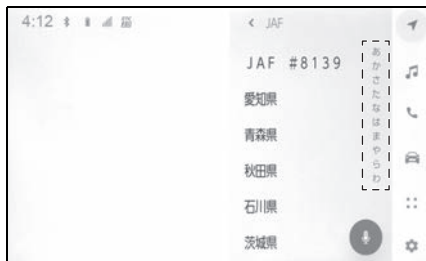 4:12
JAF
JAF #8139
愛知県
青森県
秋田県
石川県
茨城県
あ
か
さ
た
な
は
ま
や
ら
わ